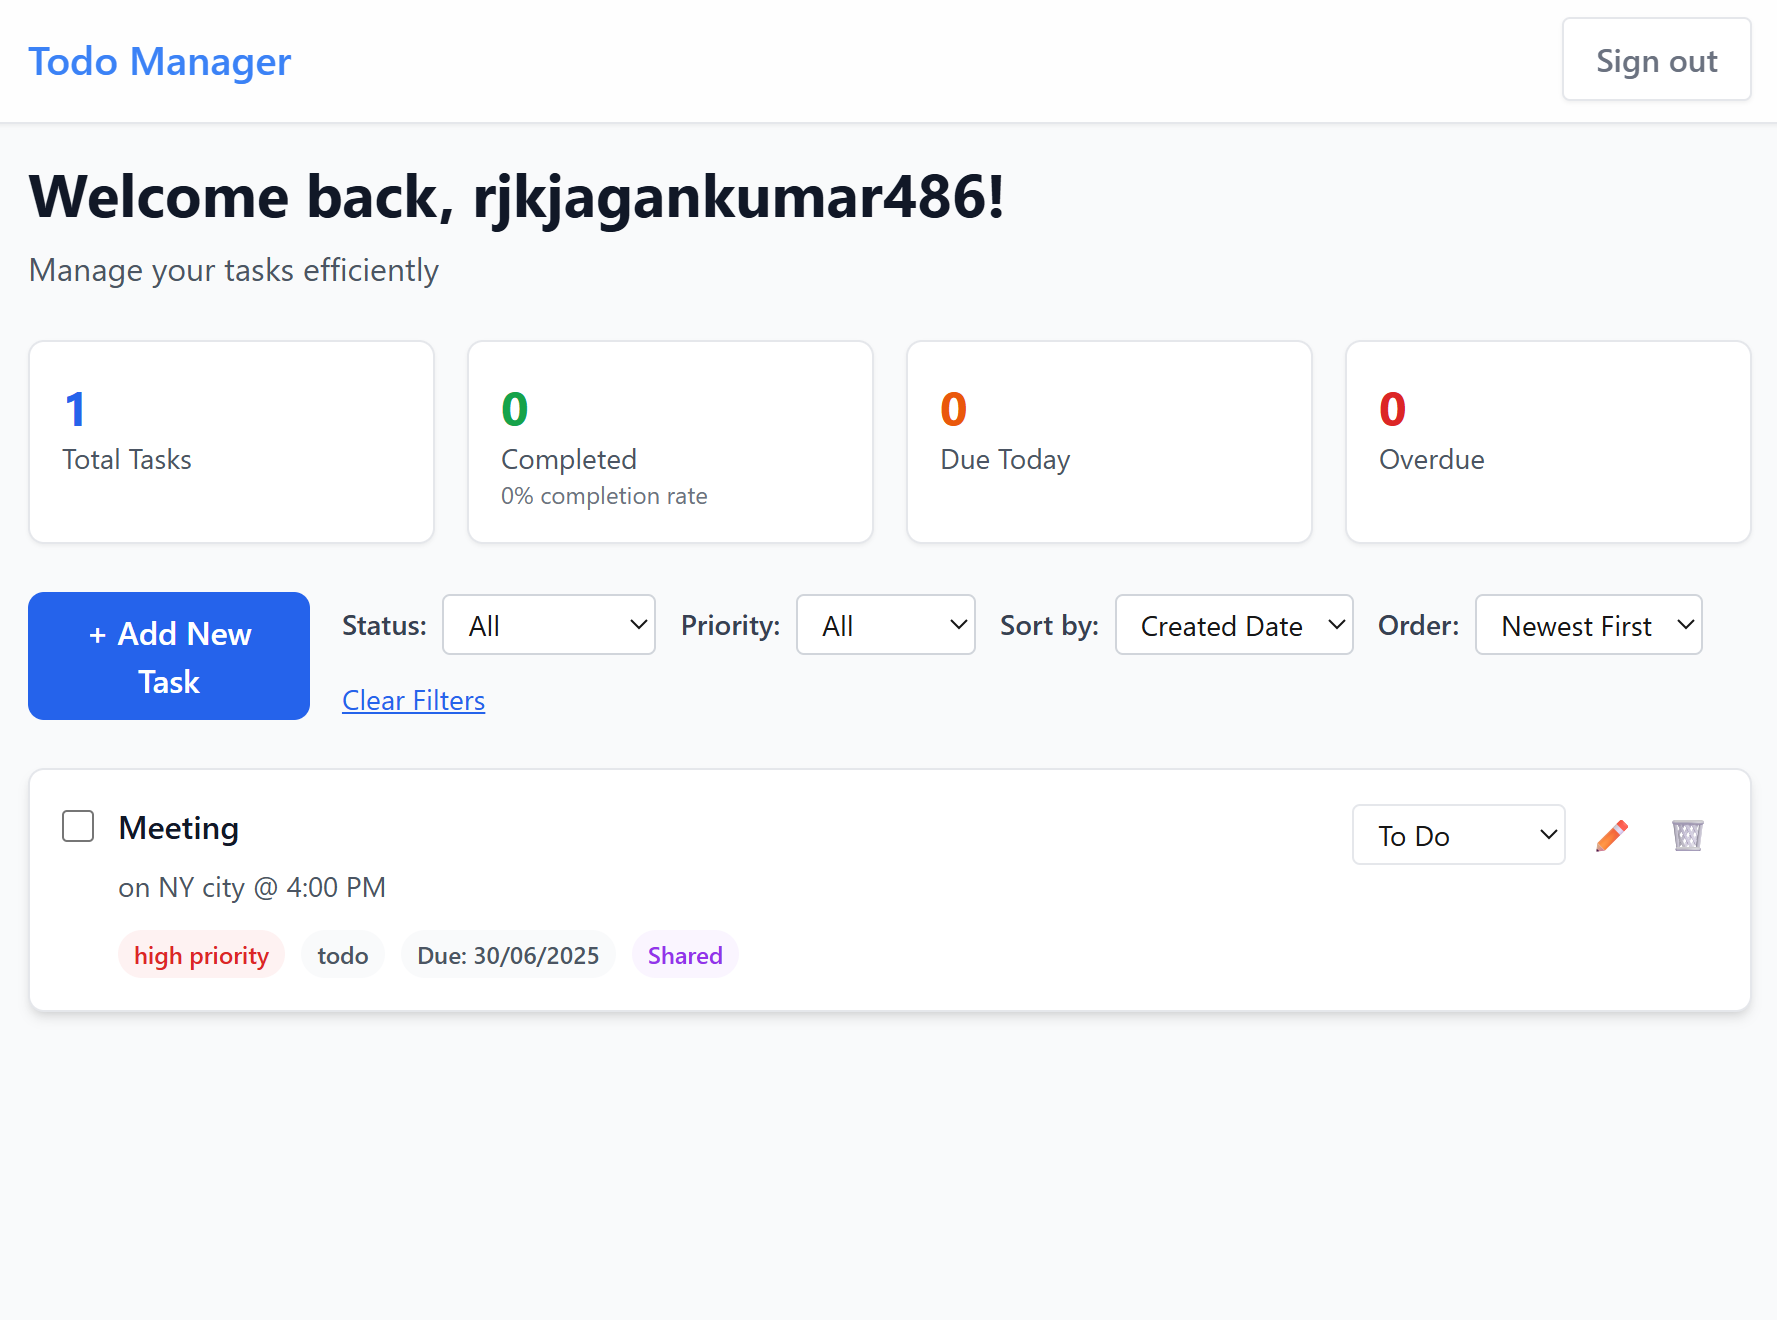 Todo Manager
Sign out
Welcome back, rjkjagankumar486!
Manage your tasks efficiently
1
Total Tasks
0
Completed
0% completion rate
0
Due Today
0
Overdue
+ Add New
Task
Status: All Priority: All Sort by: Created Date Order: Newest First
Clear Filters
Meeting
To Do
on NY city @ 4:00 PM
high priority todo Due: 30/06/2025 Shared